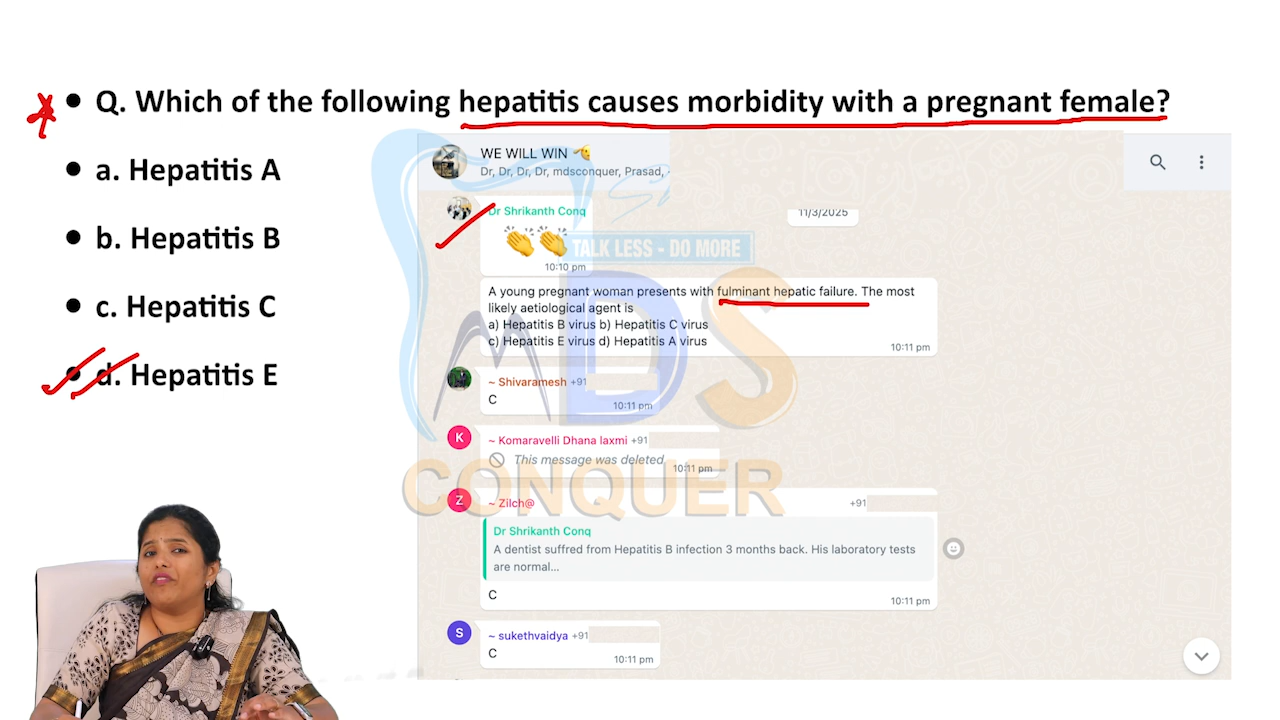 • Q. Which of the following hepatitis causes morbidity with a pregnant female?
• a. Hepatitis A
• b. Hepatitis B
• c. Hepatitis C
• d. Hepatitis E
WE WILL WIN
Dr, Dr, Dr, Dr, mdsconquer, Prasad,
11/3/2025
Dr Shrikanth Conq
10:10 pm
TALK LESS - DO MORE
A young pregnant woman presents with fulminant hepatic failure. The most
likely aetiological agent is
a) Hepatitis B virus b) Hepatitis C virus
c) Hepatitis E virus d) Hepatitis A virus
10:11 pm
~ Shivaramesh +91
C
10:11 pm
K
~ Komaravelli Dhana laxmi +91
This message was deleted
10:11 pm
Z
~ Zilch@ +91
Dr Shrikanth Conq
A dentist suffred from Hepatitis B infection 3 months back. His laboratory tests
are normal...
C
10:11 pm
S
~ sukethvaidya +91
C
10:11 pm
MDS
CONQUER